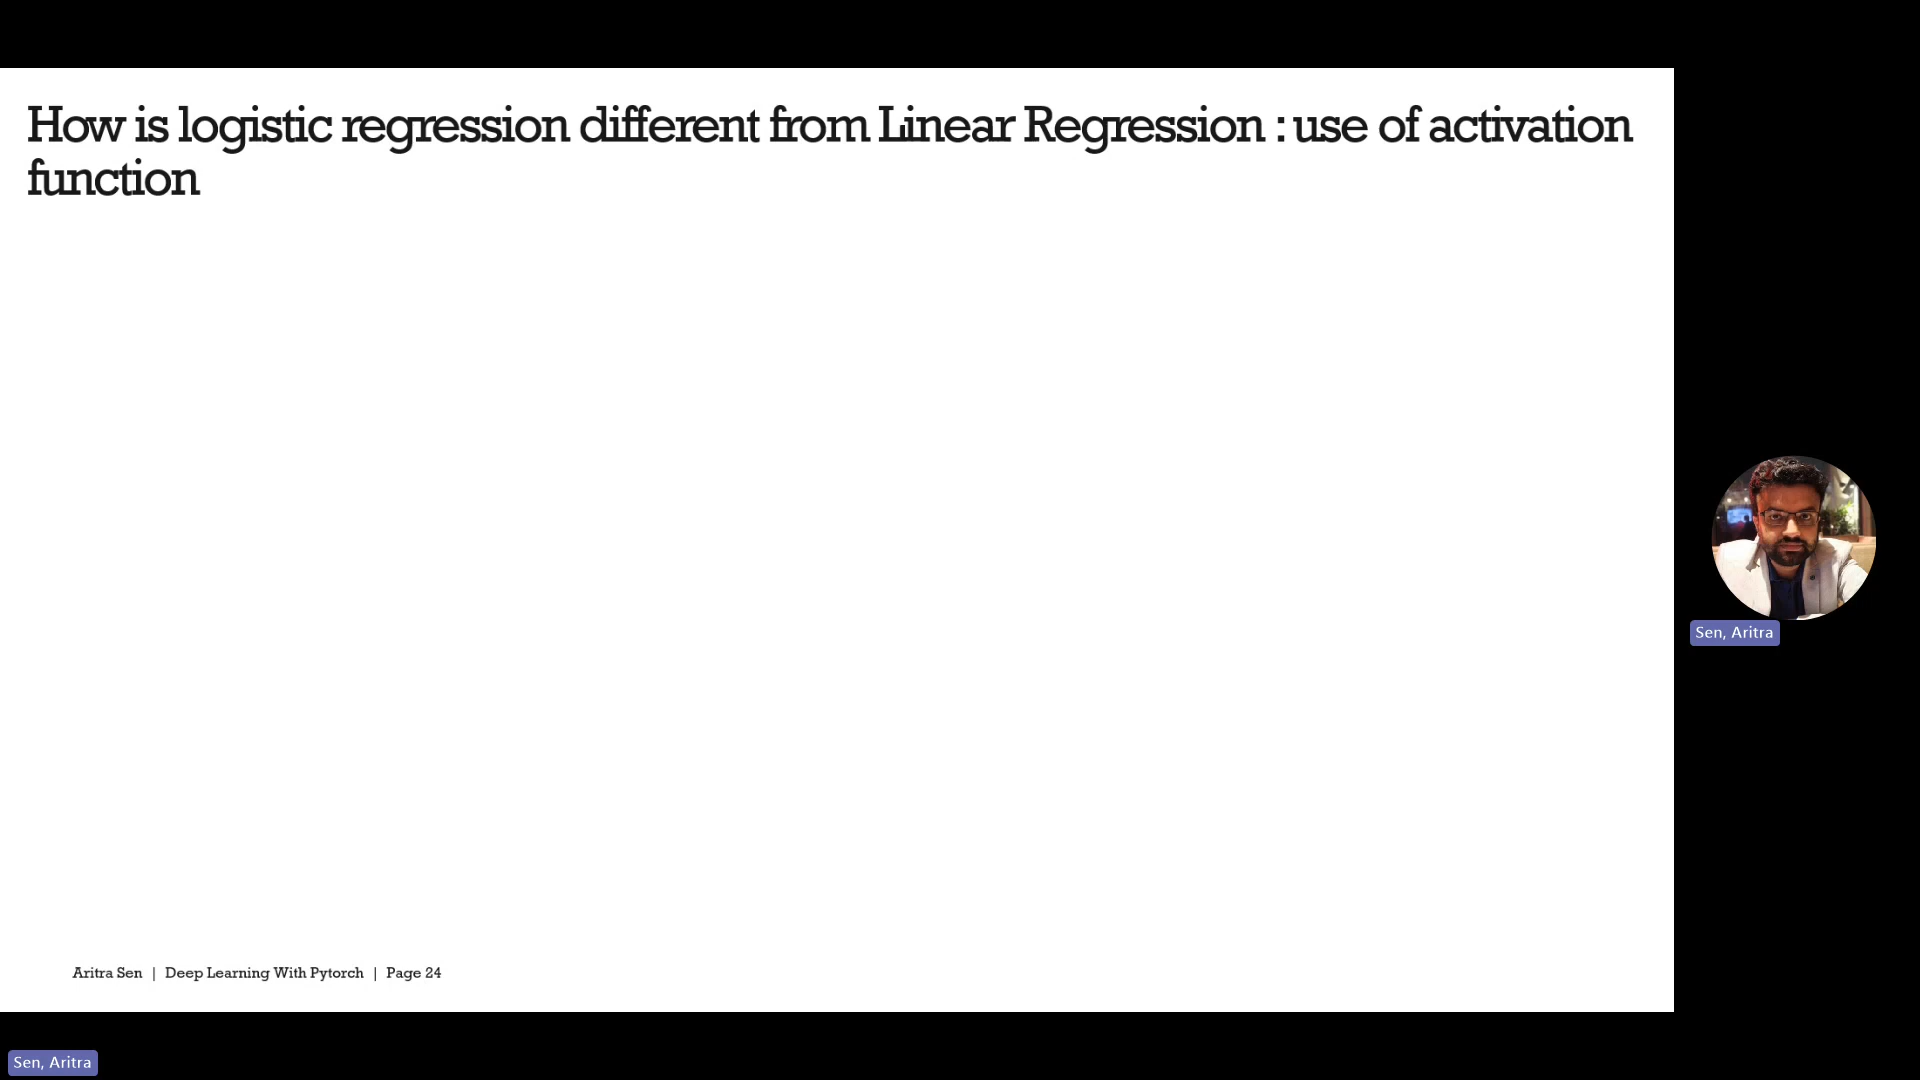 How is logistic regression different from Linear Regression : use of activation
function
Sen, Aritra
Aritra Sen | Deep Learning With Pytorch | Page 24
Sen, Aritra